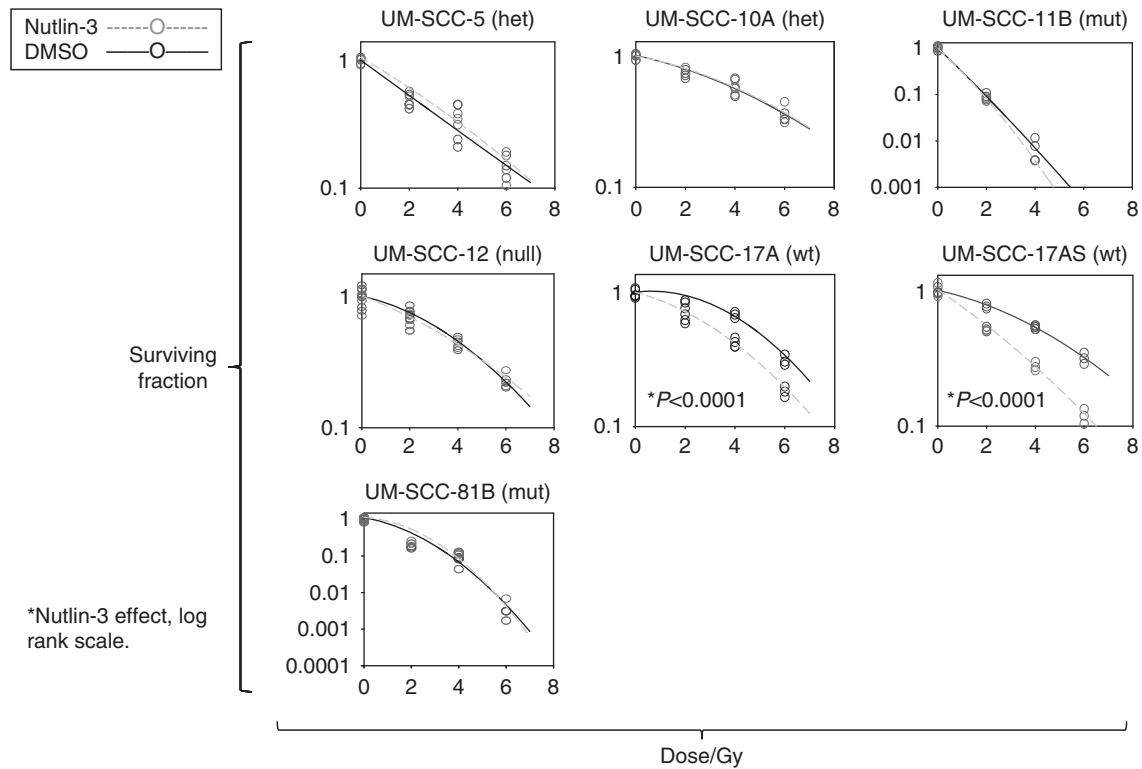 Nutlin-3
DMSO
UM-SCC-5 (het)
1
0.1
0 2 4 6 8
UM-SCC-10A (het)
1
0.1
0 2 4 6 8
UM-SCC-11B (mut)
1
0.1
0.01
0.001
0 2 4 6 8
UM-SCC-12 (null)
1
0.1
0 2 4 6 8
UM-SCC-17A (wt)
1
*P<0.0001
0.1
0 2 4 6 8
UM-SCC-17AS (wt)
1
*P<0.0001
0.1
0 2 4 6 8
Surviving
fraction
UM-SCC-81B (mut)
1
0.1
0.01
0.001
0.0001
0 2 4 6 8
*Nutlin-3 effect, log
rank scale.
Dose/Gy